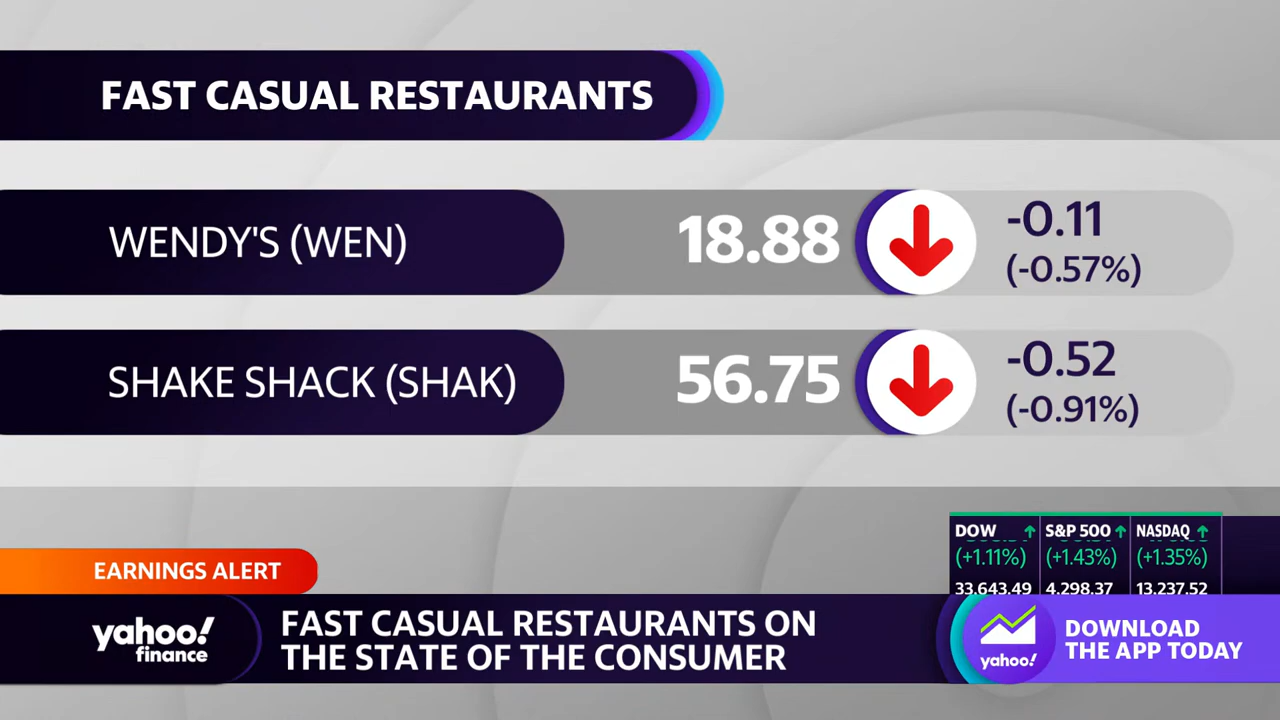 FAST CASUAL RESTAURANTS
WENDY'S (WEN)
18.88
-0.11
(-0.57%)
SHAKE SHACK (SHAK)
56.75
-0.52
(-0.91%)
EARNINGS ALERT
yahoo!
finance
FAST CASUAL RESTAURANTS ON
THE STATE OF THE CONSUMER
DOW
S&P 500
NASDAQ
(+1.11%)
(+1.43%)
(+1.35%)
33,643.49
4,298.37
13,237.52
yahoo!
DOWNLOAD
THE APP TODAY